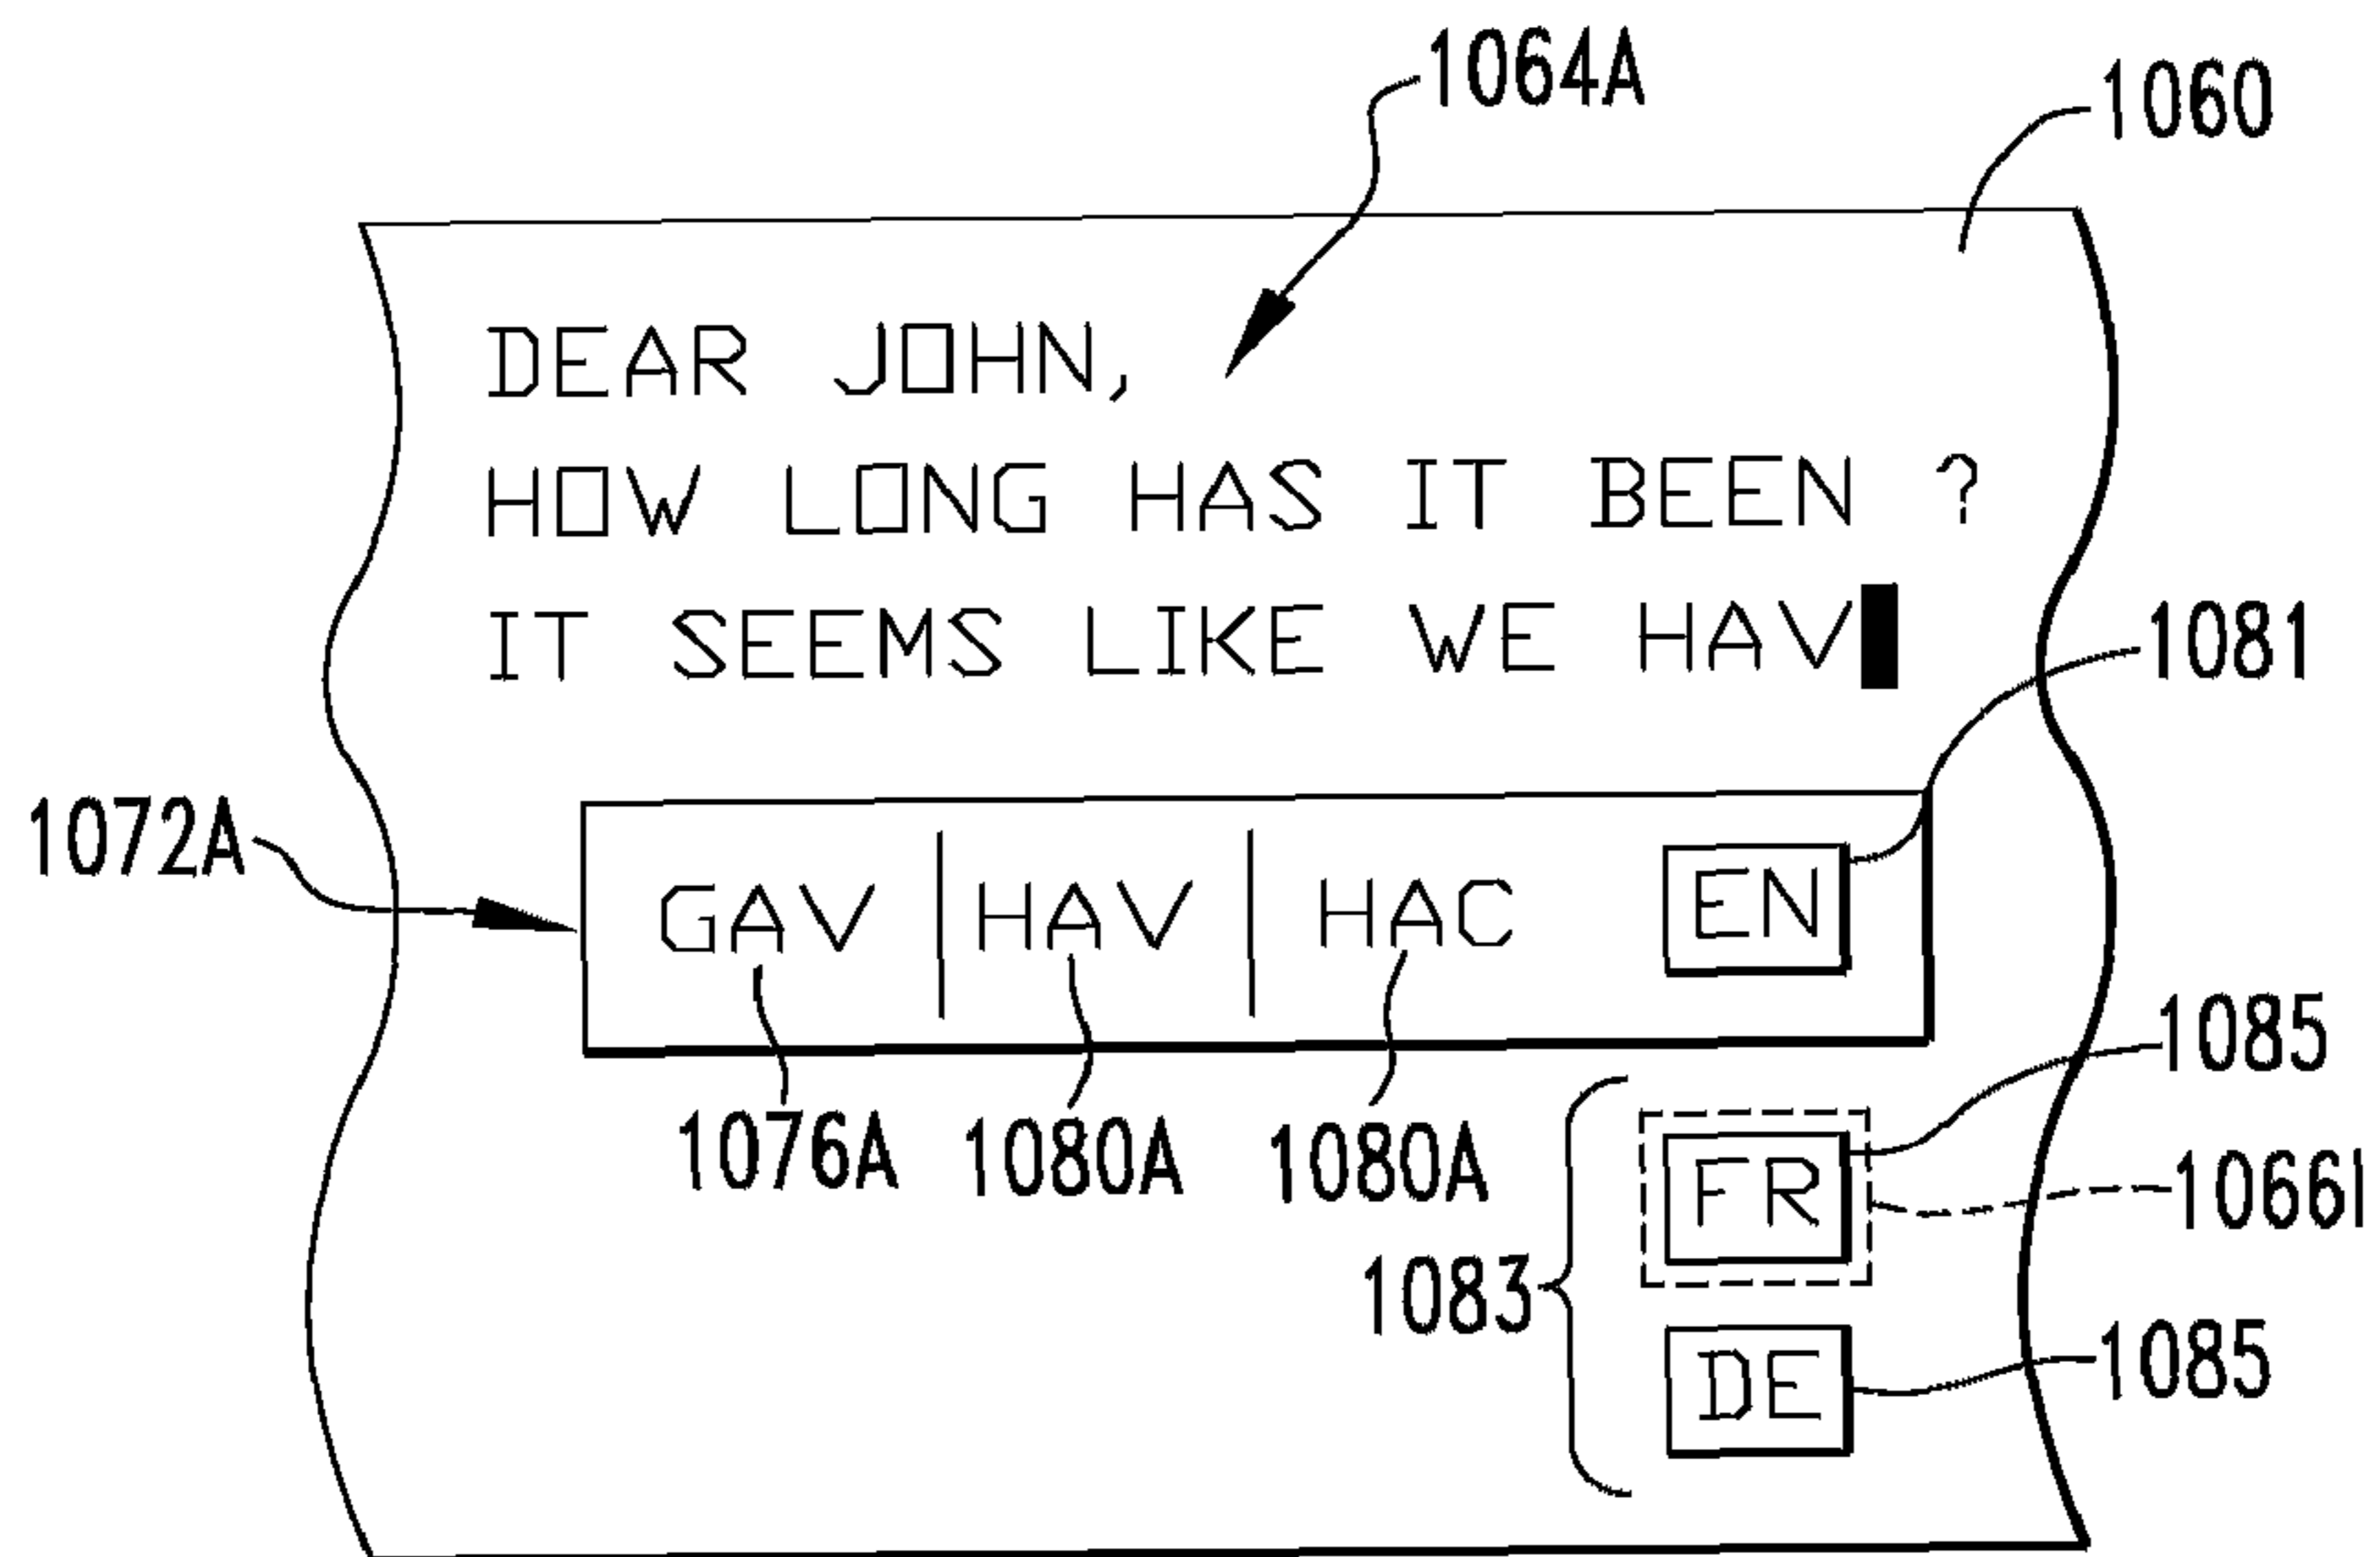 1064A
1060
DEAR JOHN,
HOW LONG HAS IT BEEN ?
IT SEEMS LIKE WE HAV
1081
1072A
GAV HAV HAC EN
1085
1076A 1080A 1080A
FR
1066I
1083
DE
1085